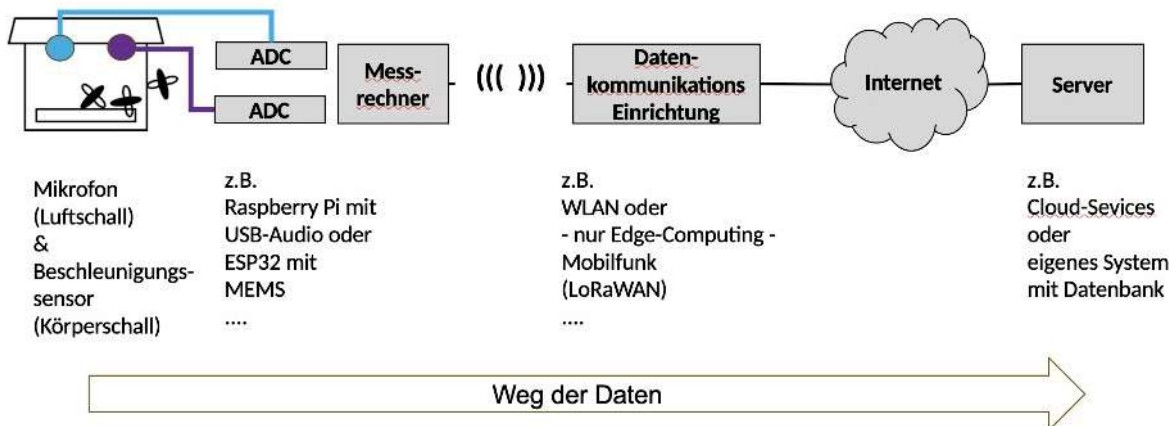 ADC
ADC
Mess-
rechner
((( )))
Daten-
kommunikations
Einrichtung
Internet
Server
Mikrofon
(Luftschall)
&
Beschleunigungs-
sensor
(Körperschall)
z.B.
Raspberry Pi mit
USB-Audio oder
ESP32 mit
MEMS
....
z.B.
WLAN oder
- nur Edge-Computing -
Mobilfunk
(LoRaWAN)
....
z.B.
Cloud-Sevices
oder
eigenes System
mit Datenbank
Weg der Daten